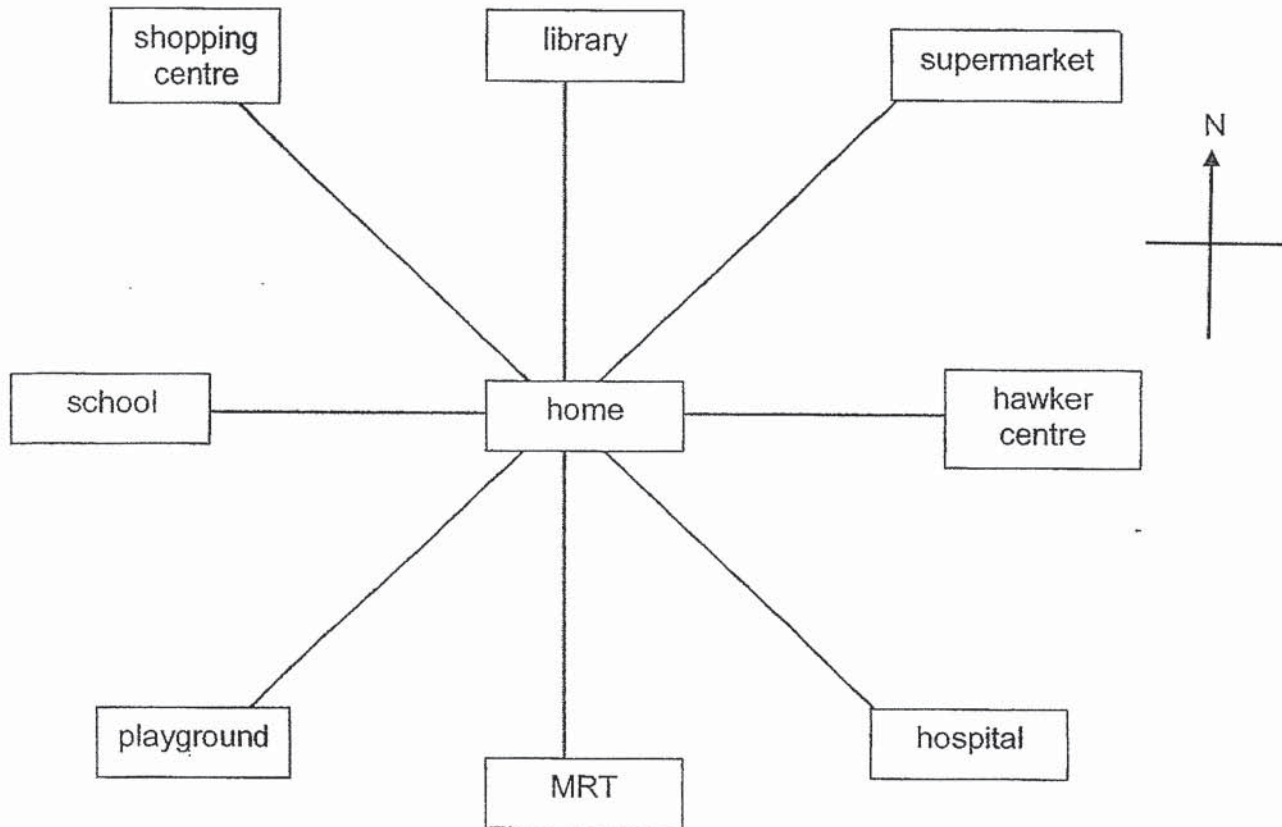 shopping
centre
library
supermarket
N
school
home
hawker
centre
playground
MRT
hospital